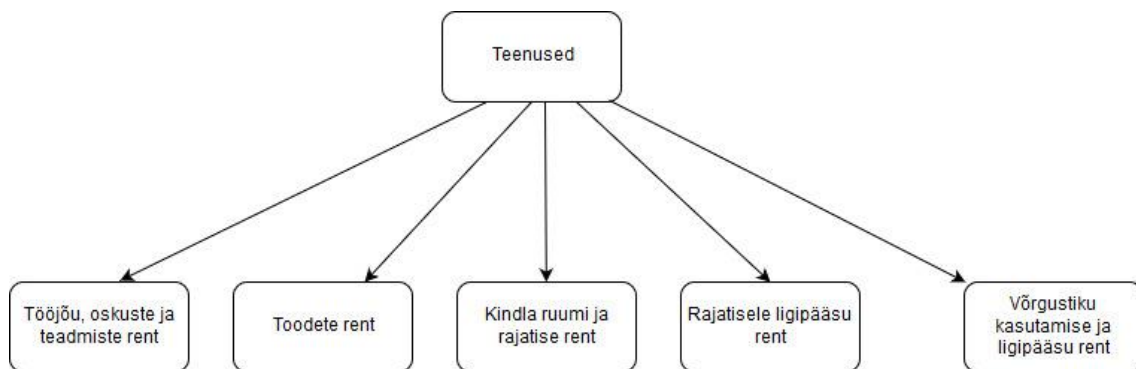 Teenused
Tööjõu, oskuste ja
teadmiste rent
Toodete rent
Kindla ruumi ja
rajatise rent
Rajatisele ligipääsu
rent
Võrgustiku
kasutamise ja
ligipääsu rent